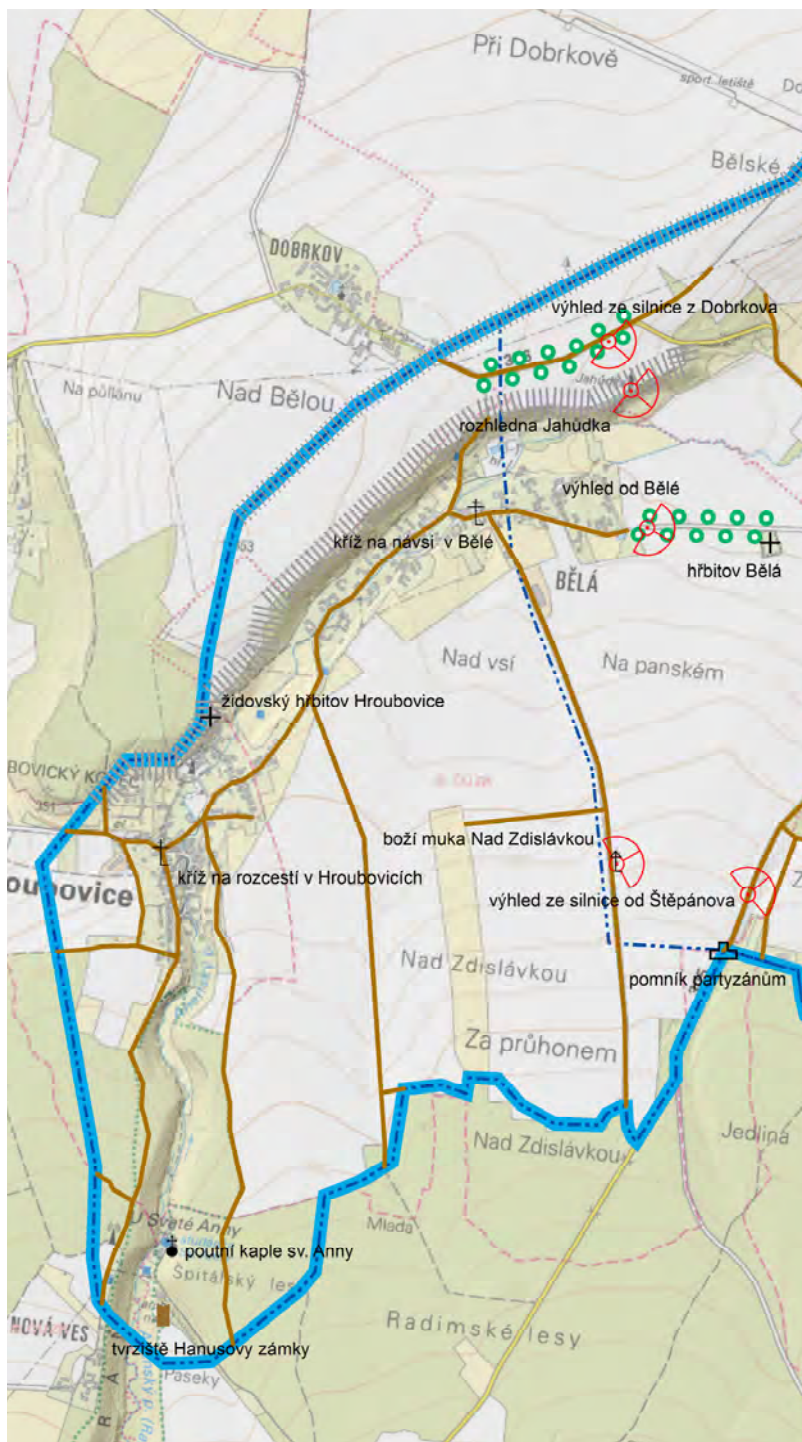 Při Dobrkově
sport. letiště
Do
Bělské
DOBRKOV
výhled ze silnice z Dobrkova
Na půllánu
Nad Bělou
rozhledna Jahůdka
výhled od Bělé
kříž na návsi v Bělé
BĚLÁ
hřbitov Bělá
Nad vsí
Na panském
židovský hřbitov Hroubovice
351
boží muka Nad Zdislávkou
kříž na rozcestí v Hroubovicích
oubovice
výhled ze silnice od Štěpánova
Z
Nad Zdislávkou
pomník partyzánům
Za průhonem
Nad Zdislávkou
Jedlina
Mlada
U Svaté Anny
poutní kaple sv. Anny
Špitálský les
Radimské lesy
NOVÁ VES
tvrziště Hanusovy zámky
Paseky